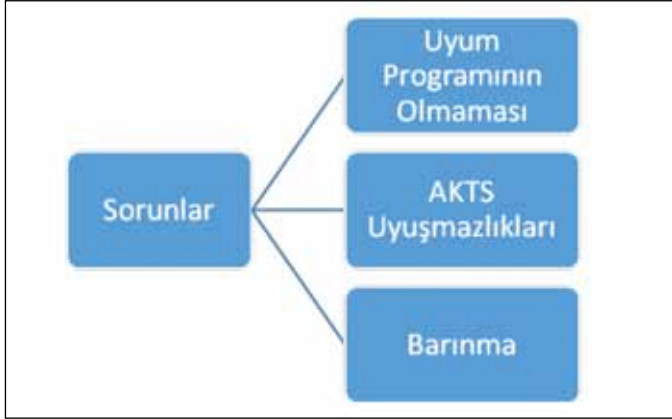 Sorunlar
Uyum
Programının
Olmaması
AKTS
Uyuşmazlıkları
Barınma